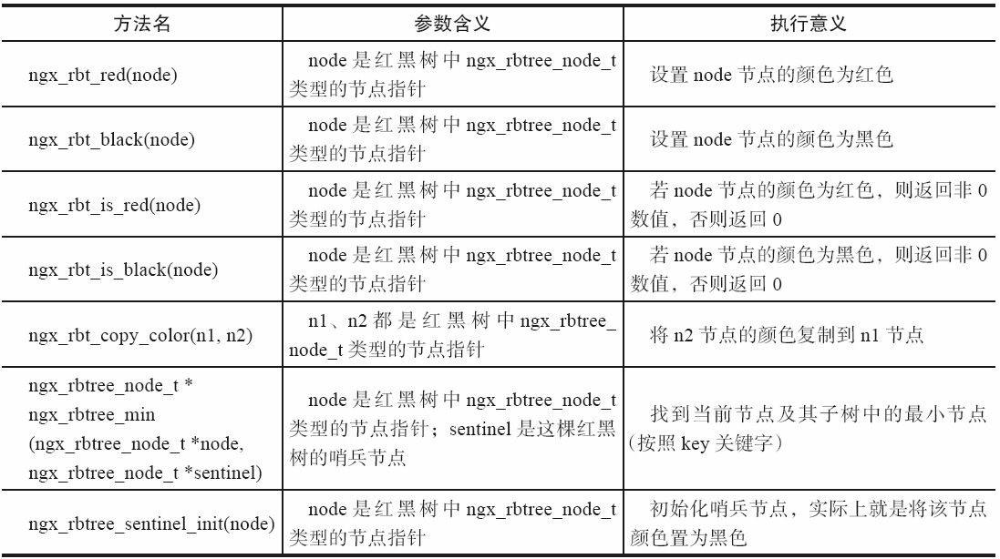 方法名
参数含义
执行意义
ngx_rbt_red(node)
node 是红黑树中 ngx_rbtree_node_t
类型的节点指针
设置 node 节点的颜色为红色
ngx_rbt_black(node)
node 是红黑树中 ngx_rbtree_node_t
类型的节点指针
设置 node 节点的颜色为黑色
ngx_rbt_is_red(node)
node 是红黑树中 ngx_rbtree_node_t
类型的节点指针
若 node 节点的颜色为红色，则返回非 0
数值，否则返回 0
ngx_rbt_is_black(node)
node 是红黑树中 ngx_rbtree_node_t
类型的节点指针
若 node 节点的颜色为黑色，则返回非 0
数值，否则返回 0
ngx_rbt_copy_color(n1, n2)
n1、n2 都是红黑树中 ngx_rbtree_
node_t 类型的节点指针
将 n2 节点的颜色复制到 n1 节点
ngx_rbtree_node_t *
ngx_rbtree_min
(ngx_rbtree_node_t *node,
ngx_rbtree_node_t *sentinel)
node 是红黑树中 ngx_rbtree_node_t
类型的节点指针；sentinel 是这棵红黑
树的哨兵节点
找到当前节点及其子树中的最小节点
（按照 key 关键字）
ngx_rbtree_sentinel_init(node)
node 是红黑树中 ngx_rbtree_node_t
类型的节点指针
初始化哨兵节点，实际上就是将该节点
颜色置为黑色